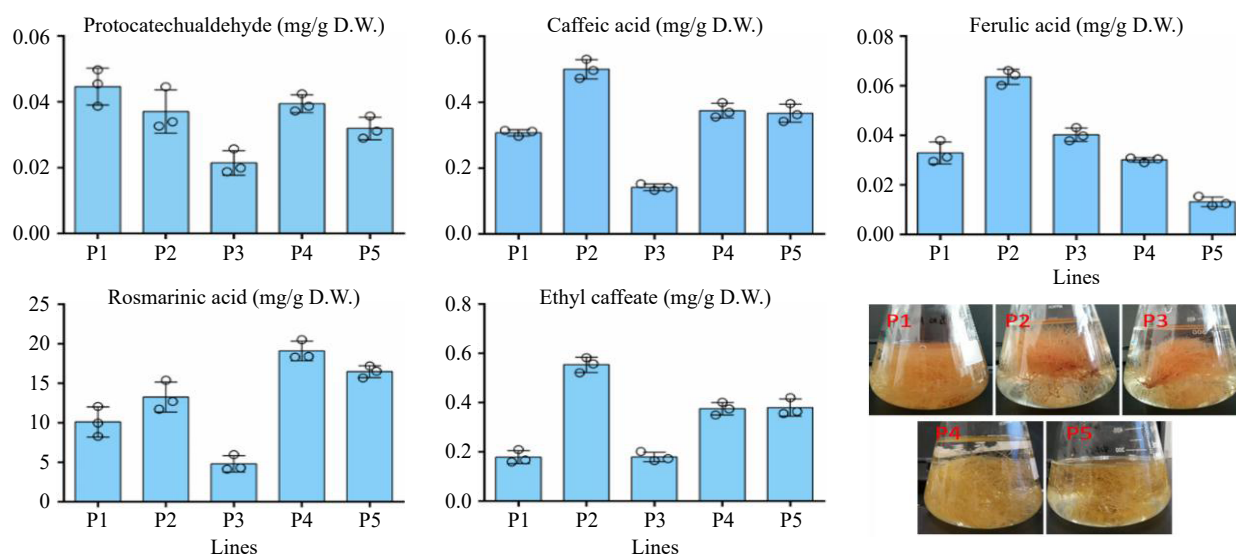 Protocatechualdehyde (mg/g D.W.)
0.06
0.04
0.02
0.00
P1 P2 P3 P4 P5
Caffeic acid (mg/g D.W.)
0.6
0.4
0.2
0.0
P1 P2 P3 P4 P5
Ferulic acid (mg/g D.W.)
0.08
0.06
0.04
0.02
0.00
P1 P2 P3 P4 P5
Lines
Rosmarinic acid (mg/g D.W.)
25
20
15
10
5
0
P1 P2 P3 P4 P5
Lines
Ethyl caffeate (mg/g D.W.)
0.8
0.6
0.4
0.2
0.0
P1 P2 P3 P4 P5
Lines
P1 P2 P3
P4 P5